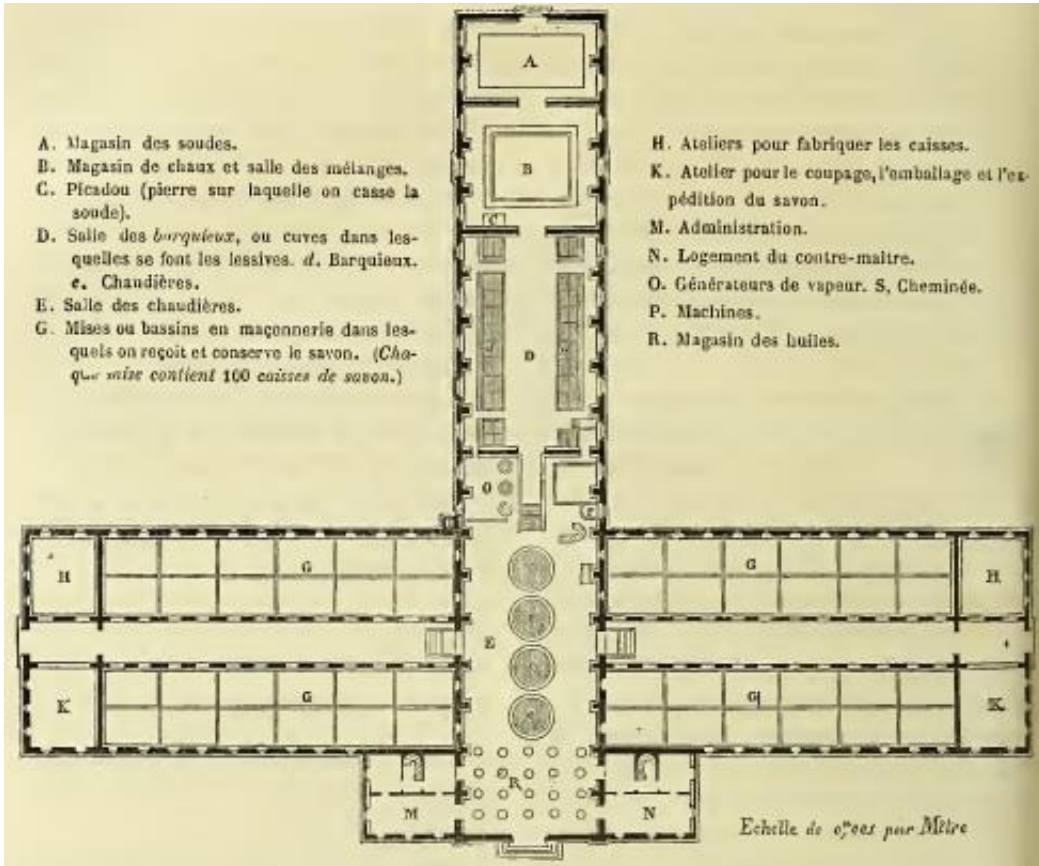 A. Magasin des soudes.
B. Magasin de chaux et salle des mélanges.
C. Picadou (pierre sur laquelle on casse la
soude).
D. Salle des barquieux, ou cuves dans les-
quelles se font les lessives. d. Barquieux.
e. Chaudières.
E. Salle des chaudières.
G. Mises ou bassins en maçonnerie dans les-
quels on reçoit et conserve le savon. (Cha-
que mise contient 100 caisses de savon.)
H. Ateliers pour fabriquer les caisses.
K. Atelier pour le coupage, l'emballage et l'ex-
pédition du savon.
M. Administration.
N. Logement du contre-maître.
O. Générateurs de vapeur. S, Cheminée.
P. Machines.
R. Magasin des huiles.
A
B
C
D
O
e
H G G H
E
K G G K
R
M N
Echelle de pour Mètre